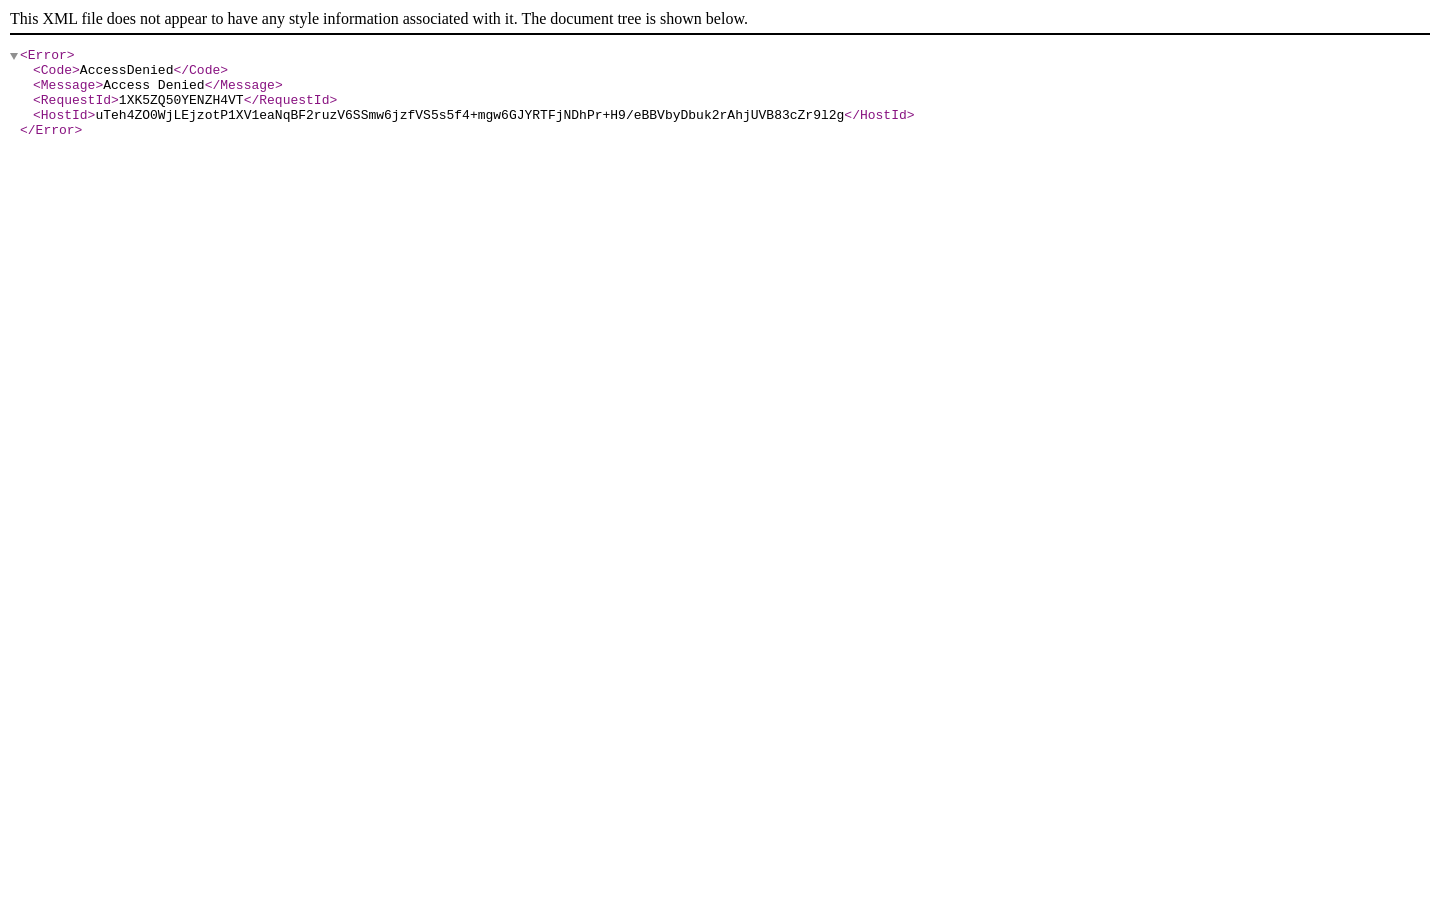 This XML file does not appear to have any style information associated with it. The document tree is shown below.
<Error>
<Code>AccessDenied</Code>
<Message>Access Denied</Message>
<RequestId>1XK5ZQ50YENZH4VT</RequestId>
<HostId>uTeh4ZO0WjLEjzotP1XV1eaNqBF2ruzV6SSmw6jzfVS5s5f4+mgw6GJYRTFjNDhPr+H9/eBBVbyDbuk2rAhjUVB83cZr9l2g</HostId>
</Error>